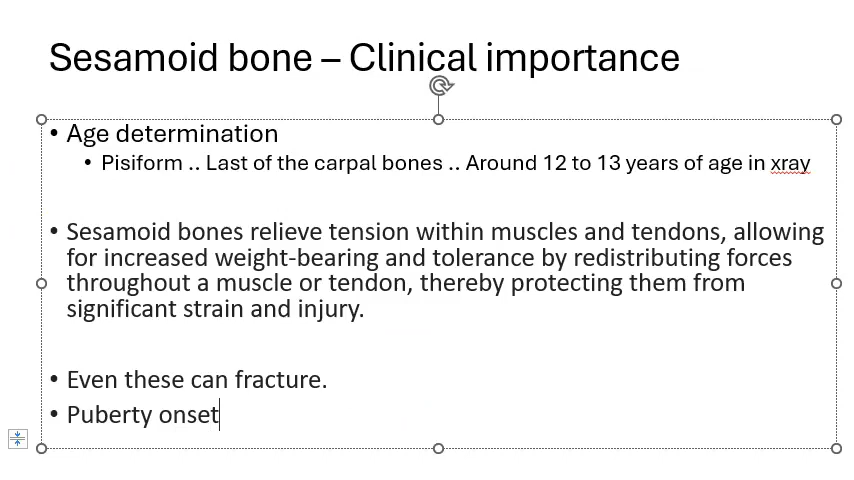 Sesamoid bone – Clinical importance
• Age determination
• Pisiform .. Last of the carpal bones .. Around 12 to 13 years of age in xray
• Sesamoid bones relieve tension within muscles and tendons, allowing
for increased weight-bearing and tolerance by redistributing forces
throughout a muscle or tendon, thereby protecting them from
significant strain and injury.
• Even these can fracture.
• Puberty onset